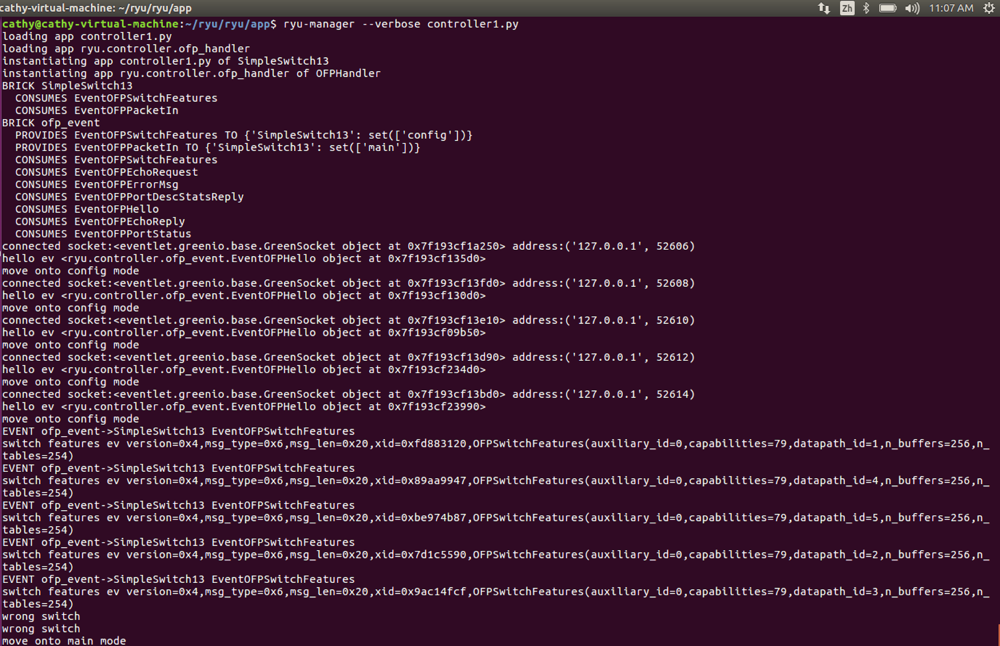 cathy-virtual-machine: ~/ryu/ryu/app
Zh
11:07 AM
cathy@cathy-virtual-machine:~/ryu/ryu/app$ ryu-manager --verbose controller1.py
loading app controller1.py
loading app ryu.controller.ofp_handler
instantiating app controller1.py of SimpleSwitch13
instantiating app ryu.controller.ofp_handler of OFPHandler
BRICK SimpleSwitch13
  CONSUMES EventOFPSwitchFeatures
  CONSUMES EventOFPPacketIn
BRICK ofp_event
  PROVIDES EventOFPSwitchFeatures TO {'SimpleSwitch13': set(['config'])}
  PROVIDES EventOFPPacketIn TO {'SimpleSwitch13': set(['main'])}
  CONSUMES EventOFPSwitchFeatures
  CONSUMES EventOFPEchoRequest
  CONSUMES EventOFPErrorMsg
  CONSUMES EventOFPPortDescStatsReply
  CONSUMES EventOFPHello
  CONSUMES EventOFPEchoReply
  CONSUMES EventOFPPortStatus
connected socket:<eventlet.greenio.base.GreenSocket object at 0x7f193cf1a250> address:('127.0.0.1', 52606)
hello ev <ryu.controller.ofp_event.EventOFPHello object at 0x7f193cf135d0>
move onto config mode
connected socket:<eventlet.greenio.base.GreenSocket object at 0x7f193cf13fd0> address:('127.0.0.1', 52608)
hello ev <ryu.controller.ofp_event.EventOFPHello object at 0x7f193cf130d0>
move onto config mode
connected socket:<eventlet.greenio.base.GreenSocket object at 0x7f193cf13e10> address:('127.0.0.1', 52610)
hello ev <ryu.controller.ofp_event.EventOFPHello object at 0x7f193cf09b50>
move onto config mode
connected socket:<eventlet.greenio.base.GreenSocket object at 0x7f193cf13d90> address:('127.0.0.1', 52612)
hello ev <ryu.controller.ofp_event.EventOFPHello object at 0x7f193cf234d0>
move onto config mode
connected socket:<eventlet.greenio.base.GreenSocket object at 0x7f193cf13bd0> address:('127.0.0.1', 52614)
hello ev <ryu.controller.ofp_event.EventOFPHello object at 0x7f193cf23990>
move onto config mode
EVENT ofp_event->SimpleSwitch13 EventOFPSwitchFeatures
switch features ev version=0x4,msg_type=0x6,msg_len=0x20,xid=0xfd883120,OFPSwitchFeatures(auxiliary_id=0,capabilities=79,datapath_id=1,n_buffers=256,n_
tables=254)
EVENT ofp_event->SimpleSwitch13 EventOFPSwitchFeatures
switch features ev version=0x4,msg_type=0x6,msg_len=0x20,xid=0x89aa9947,OFPSwitchFeatures(auxiliary_id=0,capabilities=79,datapath_id=4,n_buffers=256,n_
tables=254)
EVENT ofp_event->SimpleSwitch13 EventOFPSwitchFeatures
switch features ev version=0x4,msg_type=0x6,msg_len=0x20,xid=0xbe974b87,OFPSwitchFeatures(auxiliary_id=0,capabilities=79,datapath_id=5,n_buffers=256,n_
tables=254)
EVENT ofp_event->SimpleSwitch13 EventOFPSwitchFeatures
switch features ev version=0x4,msg_type=0x6,msg_len=0x20,xid=0x7d1c5590,OFPSwitchFeatures(auxiliary_id=0,capabilities=79,datapath_id=2,n_buffers=256,n_
tables=254)
EVENT ofp_event->SimpleSwitch13 EventOFPSwitchFeatures
switch features ev version=0x4,msg_type=0x6,msg_len=0x20,xid=0x9ac14fcf,OFPSwitchFeatures(auxiliary_id=0,capabilities=79,datapath_id=3,n_buffers=256,n_
tables=254)
wrong switch
wrong switch
move onto main mode